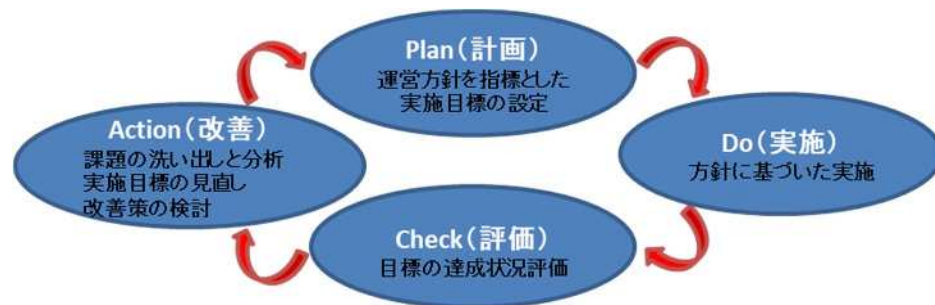 Plan(計画)
運営方針を指標とした
実施目標の設定
Do(実施)
方針に基づいた実施
Check(評価)
目標の達成状況評価
Action(改善)
課題の洗い出しと分析
実施目標の見直し
改善策の検討